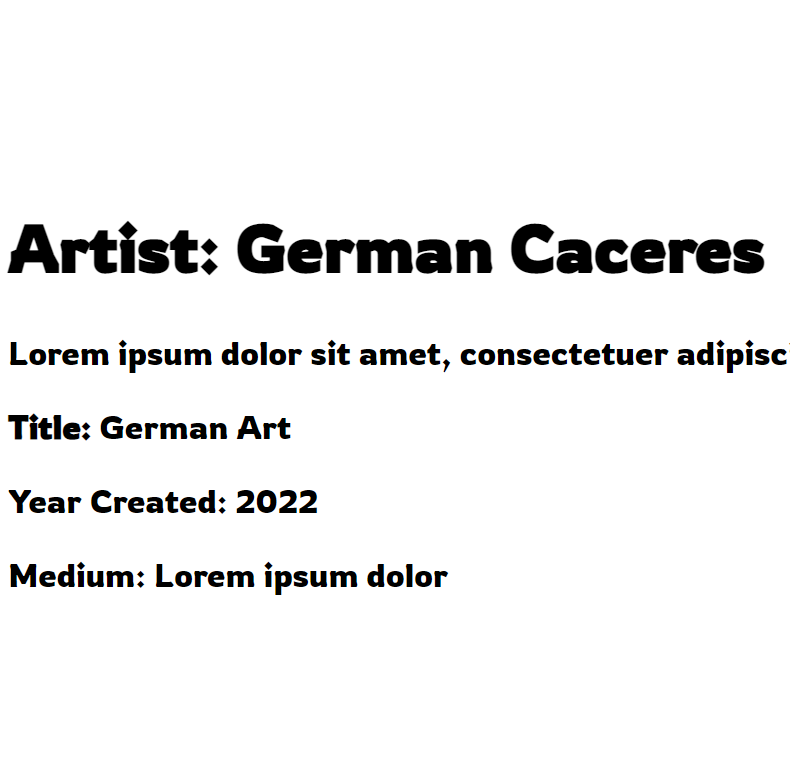 Artist: German Caceres
Lorem ipsum dolor sit amet, consectetuer adipisc
Title: German Art
Year Created: 2022
Medium: Lorem ipsum dolor